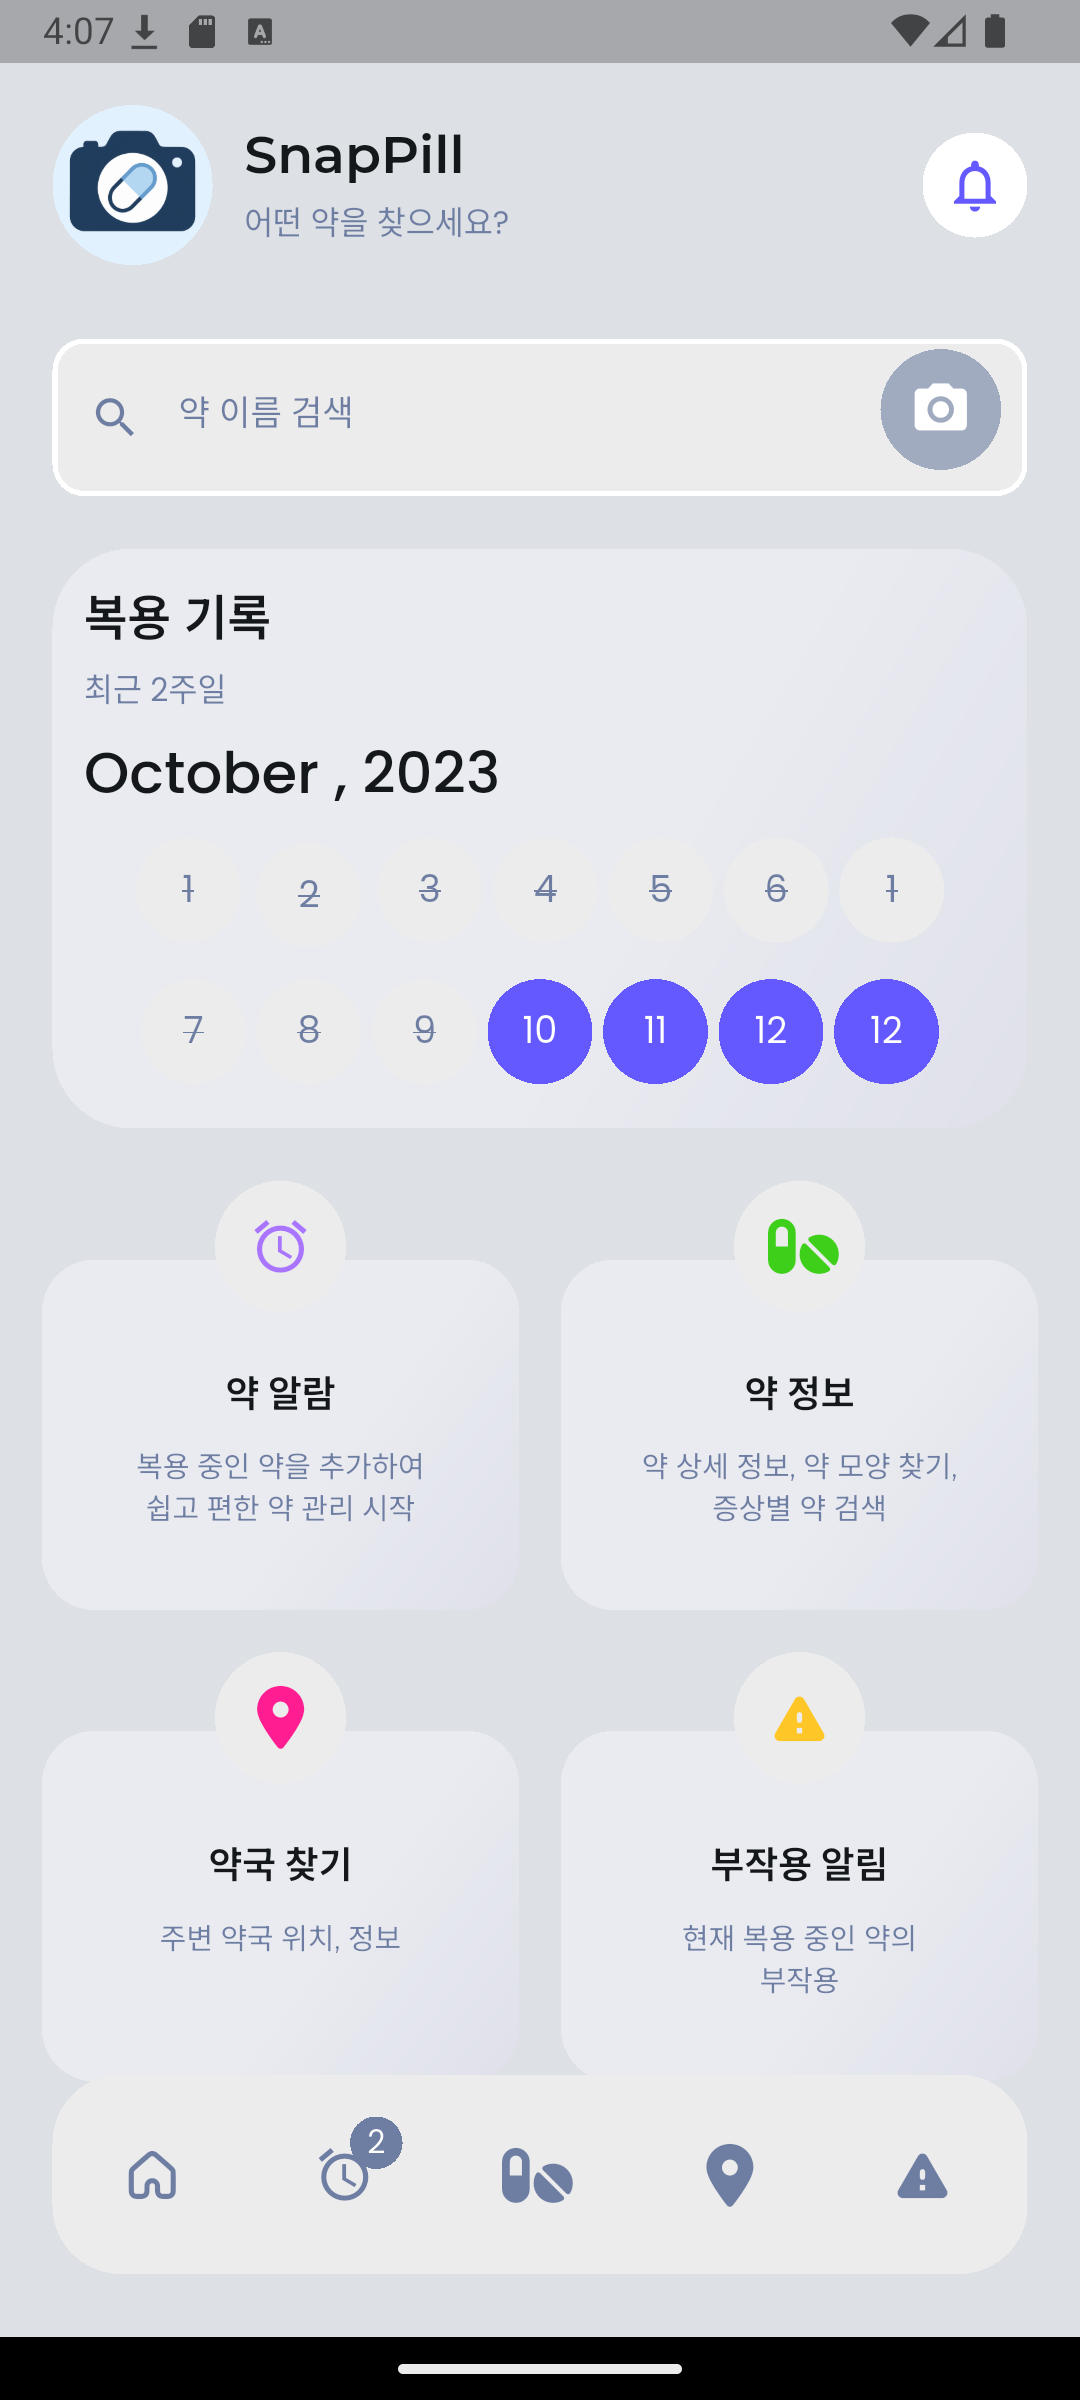 4:07
SnapPill
어떤 약을 찾으세요?
약 이름 검색
복용 기록
최근 2주일
October , 2023
1 2 3 4 5 6 1
7 8 9 10 11 12 12
약 알람
복용 중인 약을 추가하여
쉽고 편한 약 관리 시작
약 정보
약 상세 정보, 약 모양 찾기,
증상별 약 검색
약국 찾기
주변 약국 위치, 정보
부작용 알림
현재 복용 중인 약의
부작용
2